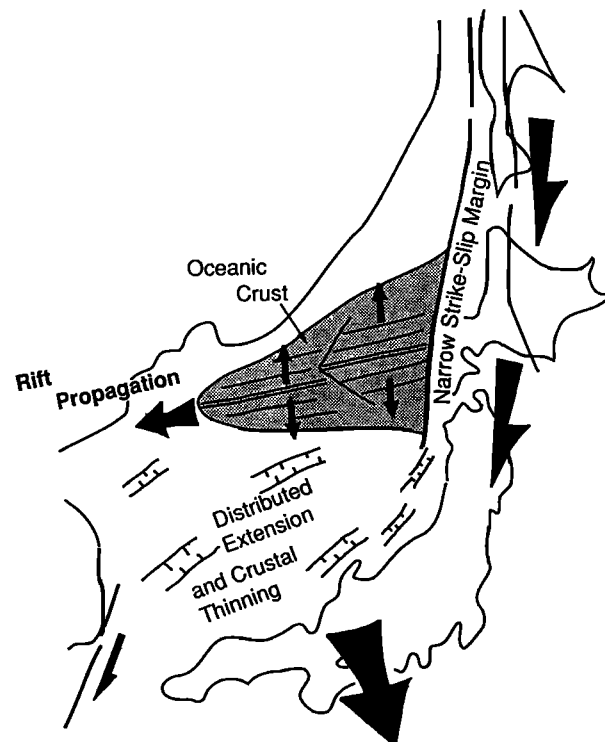 Narrow Strike-Slip Margin
Oceanic
Crust
Rift
Propagation
Distributed
Extension
and Crustal
Thinning